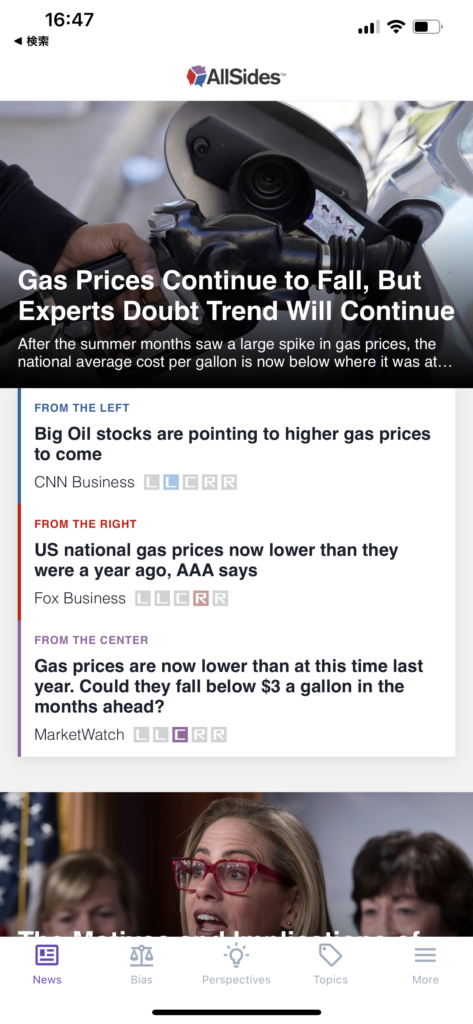 16:47
◀ 検索
AllSides™
Gas Prices Continue to Fall, But
Experts Doubt Trend Will Continue
After the summer months saw a large spike in gas prices, the
national average cost per gallon is now below where it was at...
FROM THE LEFT
Big Oil stocks are pointing to higher gas prices
to come
CNN Business L L C R R
FROM THE RIGHT
US national gas prices now lower than they
were a year ago, AAA says
Fox Business L L C R R
FROM THE CENTER
Gas prices are now lower than at this time last
year. Could they fall below $3 a gallon in the
months ahead?
MarketWatch L L C R R
The Motives and Implications of
News Bias Perspectives Topics More